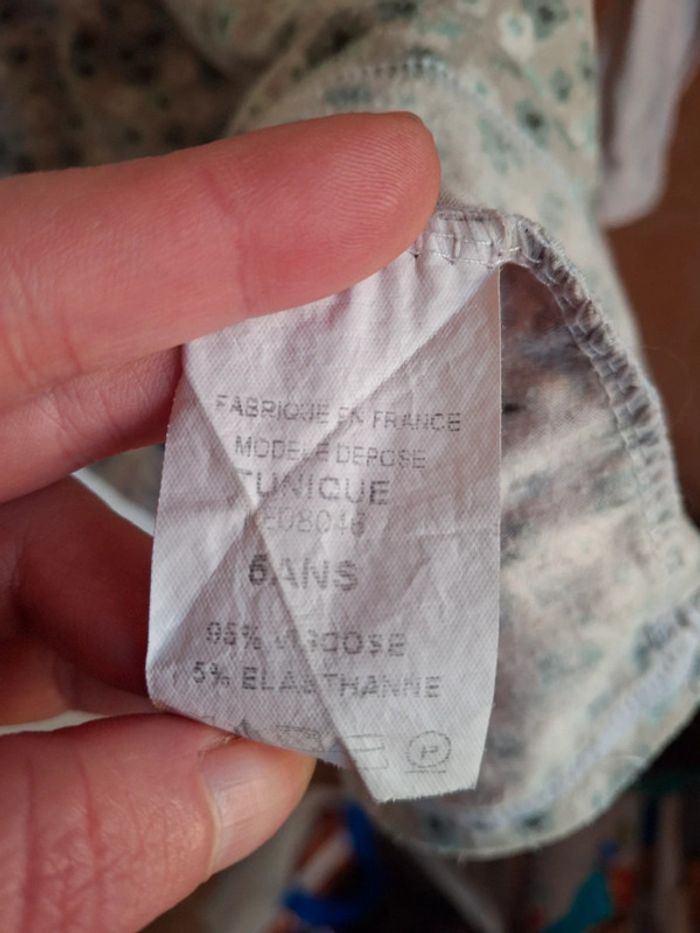 FABRIQUE EN FRANCE
MODELE DEPOSE
TUNIQUE
6ANS
95% VISCOSE
5% ELASTHANNE